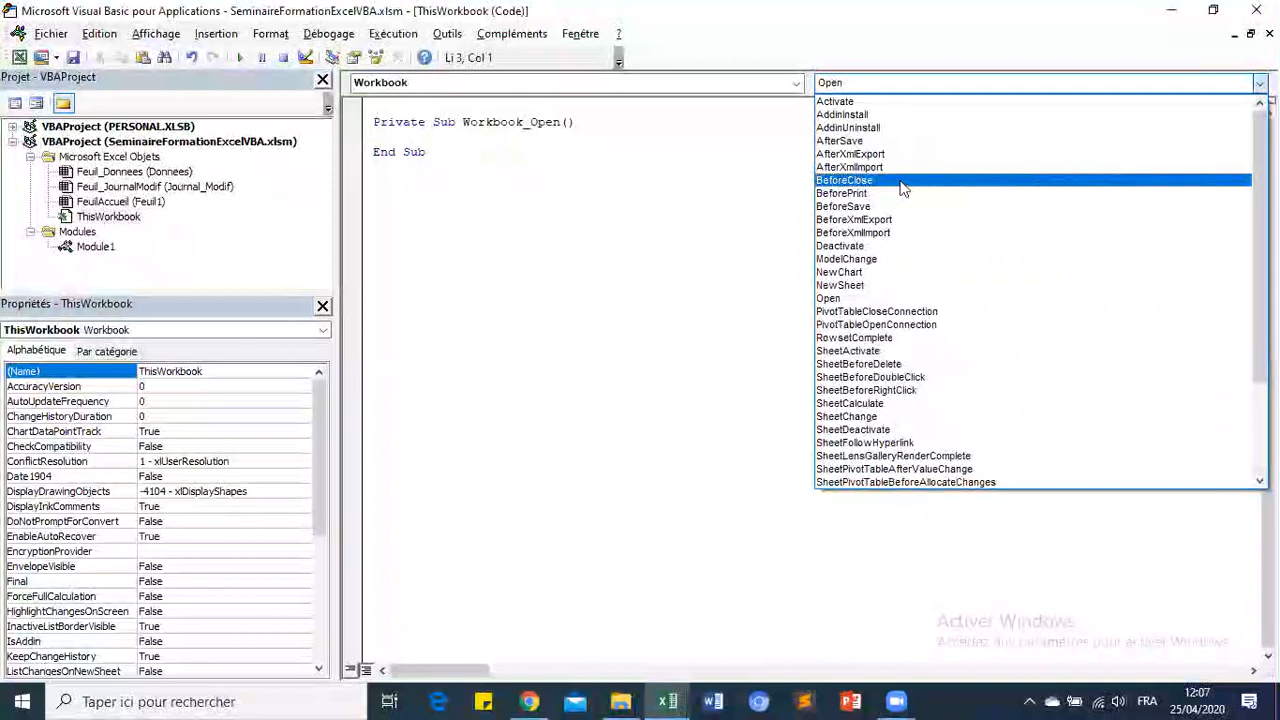 Microsoft Visual Basic pour Applications - SeminaireFormationExcelVBA.xlsm - [ThisWorkbook (Code)]
Fichier Edition Affichage Insertion Format Débogage Exécution Outils Compléments Fenêtre ?
Li 3, Col 1
Projet - VBAProject
VBAProject (PERSONAL.XLSB)
VBAProject (SeminaireFormationExcelVBA.xlsm)
Microsoft Excel Objets
Feuil_Donnees (Donnees)
Feuil_JournalModif (Journal_Modif)
FeuilAccueil (Feuil1)
ThisWorkbook
Modules
Module1
Propriétés - ThisWorkbook
ThisWorkbook Workbook
Alphabétique Par catégorie
(Name) ThisWorkbook
AccuracyVersion 0
AutoUpdateFrequency 0
ChangeHistoryDuration 0
ChartDataPointTrack True
CheckCompatibility False
ConflictResolution 1 - xlUserResolution
Date1904 False
DisplayDrawingObjects -4104 - xlDisplayShapes
DisplayInkComments True
DoNotPromptForConvert False
EnableAutoRecover True
EncryptionProvider
EnvelopeVisible False
Final False
ForceFullCalculation False
HighlightChangesOnScreen False
InactiveListBorderVisible True
IsAddin False
KeepChangeHistory True
ListChangesOnNewSheet False
Workbook
Open
Private Sub Workbook_Open()
End Sub
Activate
AddinInstall
AddinUninstall
AfterSave
AfterXmlExport
AfterXmlImport
BeforeClose
BeforePrint
BeforeSave
BeforeXmlExport
BeforeXmlImport
Deactivate
ModelChange
NewChart
NewSheet
Open
PivotTableCloseConnection
PivotTableOpenConnection
RowsetComplete
SheetActivate
SheetBeforeDelete
SheetBeforeDoubleClick
SheetBeforeRightClick
SheetCalculate
SheetChange
SheetDeactivate
SheetFollowHyperlink
SheetLensGalleryRenderComplete
SheetPivotTableAfterValueChange
SheetPivotTableBeforeAllocateChanges
Activer Windows
Accédez aux paramètres pour activer Windows.
Taper ici pour rechercher
FRA
12:07
25/04/2020